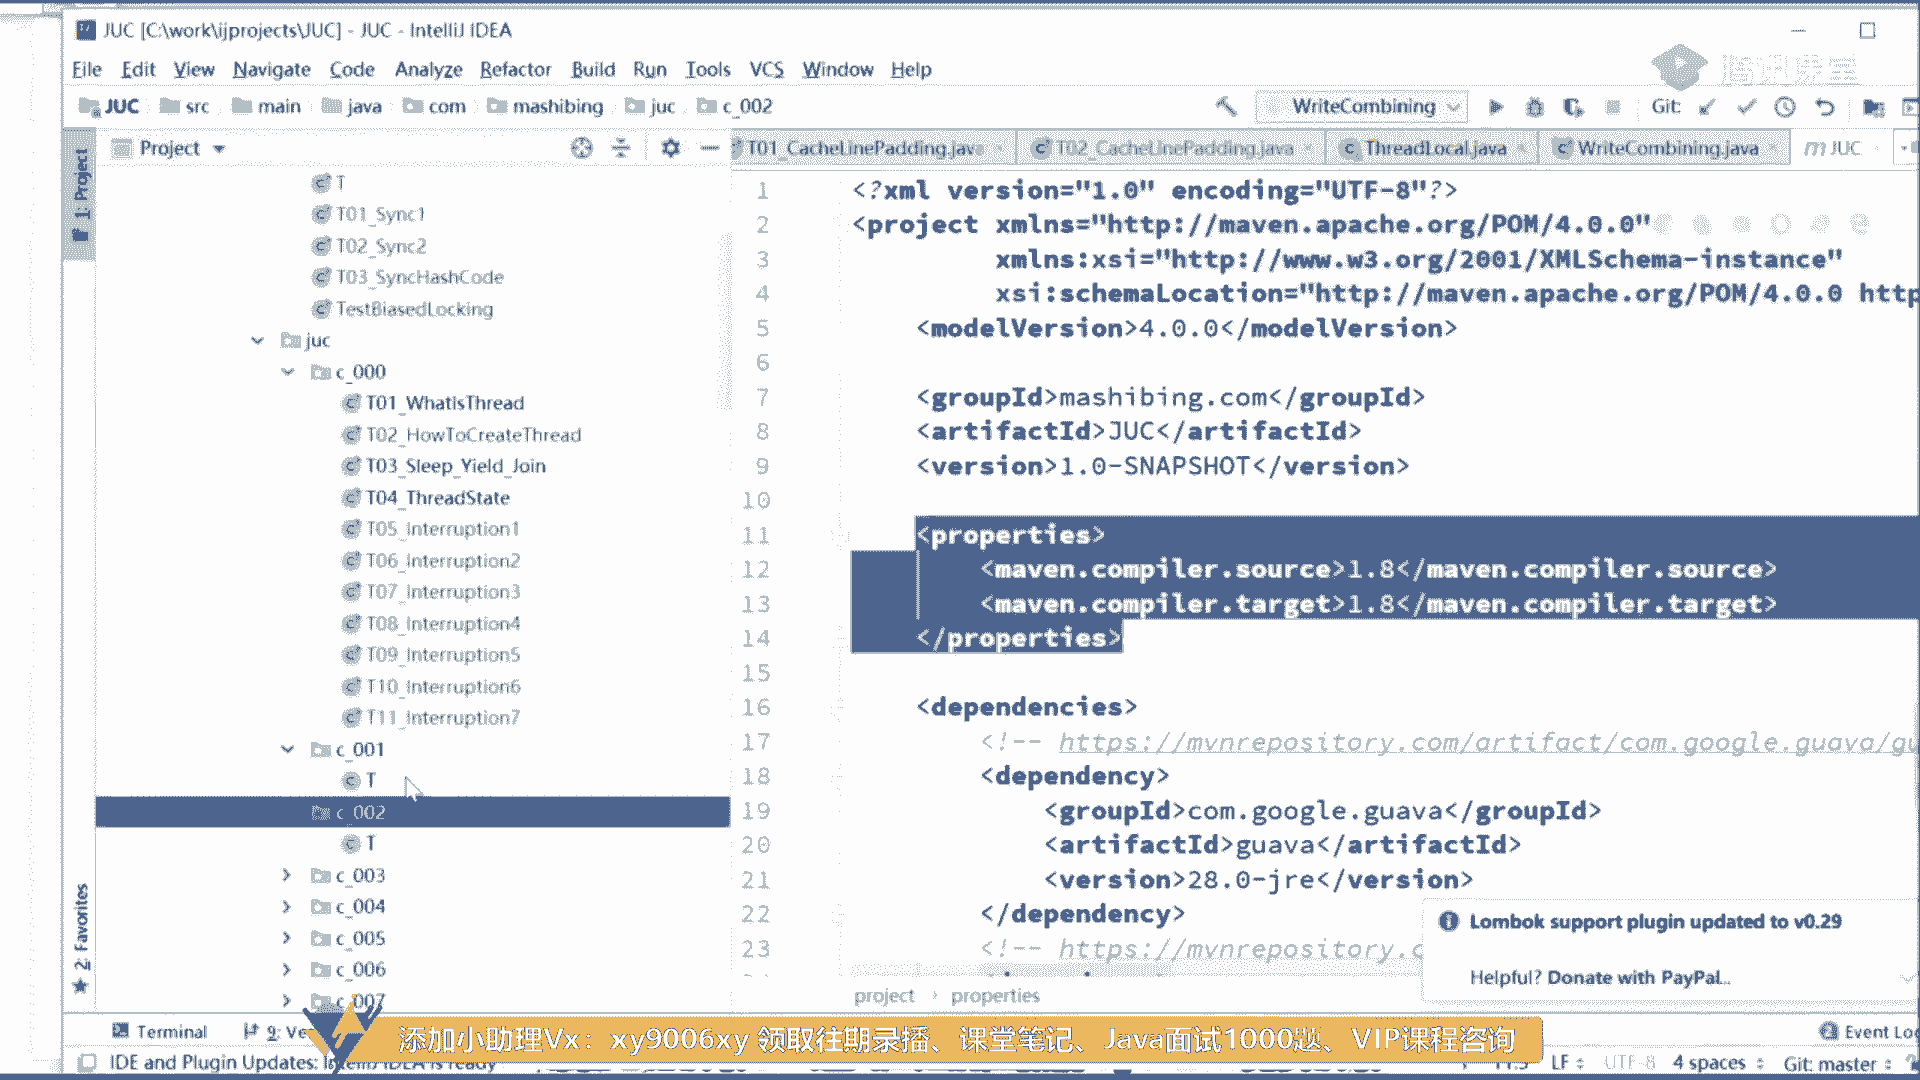 JUC [C:\work\ijprojects\JUC] - JUC - IntelliJ IDEA
File Edit View Navigate Code Analyze Refactor Build Run Tools VCS Window Help
腾讯课堂
JUC src main java com mashibing juc c_002
WriteCombining
Git:
1: Project
Project
T01_CacheLinePadding.java
T02_CacheLinePadding.java
ThreadLocal.java
WriteCombining.java
m JUC
T
T01_Sync1
T02_Sync2
T03_SyncHashCode
TestBiasedLocking
juc
c_000
T01_WhatIsThread
T02_HowToCreateThread
T03_Sleep_Yield_Join
T04_ThreadState
T05_Interruption1
T06_Interruption2
T07_Interruption3
T08_Interruption4
T09_Interruption5
T10_Interruption6
T11_Interruption7
c_001
T
c_002
T
c_003
c_004
c_005
c_006
c_007
2: Favorites
1 <?xml version="1.0" encoding="UTF-8"?>
2 <project xmlns="http://maven.apache.org/POM/4.0.0"
3 xmlns:xsi="http://www.w3.org/2001/XMLSchema-instance"
4 xsi:schemaLocation="http://maven.apache.org/POM/4.0.0 http
5 <modelVersion>4.0.0</modelVersion>
6
7 <groupId>mashibing.com</groupId>
8 <artifactId>JUC</artifactId>
9 <version>1.0-SNAPSHOT</version>
10
11 <properties>
12 <maven.compiler.source>1.8</maven.compiler.source>
13 <maven.compiler.target>1.8</maven.compiler.target>
14 </properties>
15
16 <dependencies>
17 <!-- https://mvnrepository.com/artifact/com.google.guava/gu
18 <dependency>
19 <groupId>com.google.guava</groupId>
20 <artifactId>guava</artifactId>
21 <version>28.0-jre</version>
22 </dependency>
23 <!-- https://mvnrepository.c
Lombok support plugin updated to v0.29
Helpful? Donate with PayPal...
project › properties
Terminal
9: Ve
Event Log
添加小助理Vx：xy9006xy 领取往期录播、课堂笔记、Java面试1000题、VIP课程咨询
IDE and Plugin Updates: IntelliJ IDEA is ready
LF UTF-8 4 spaces Git: master